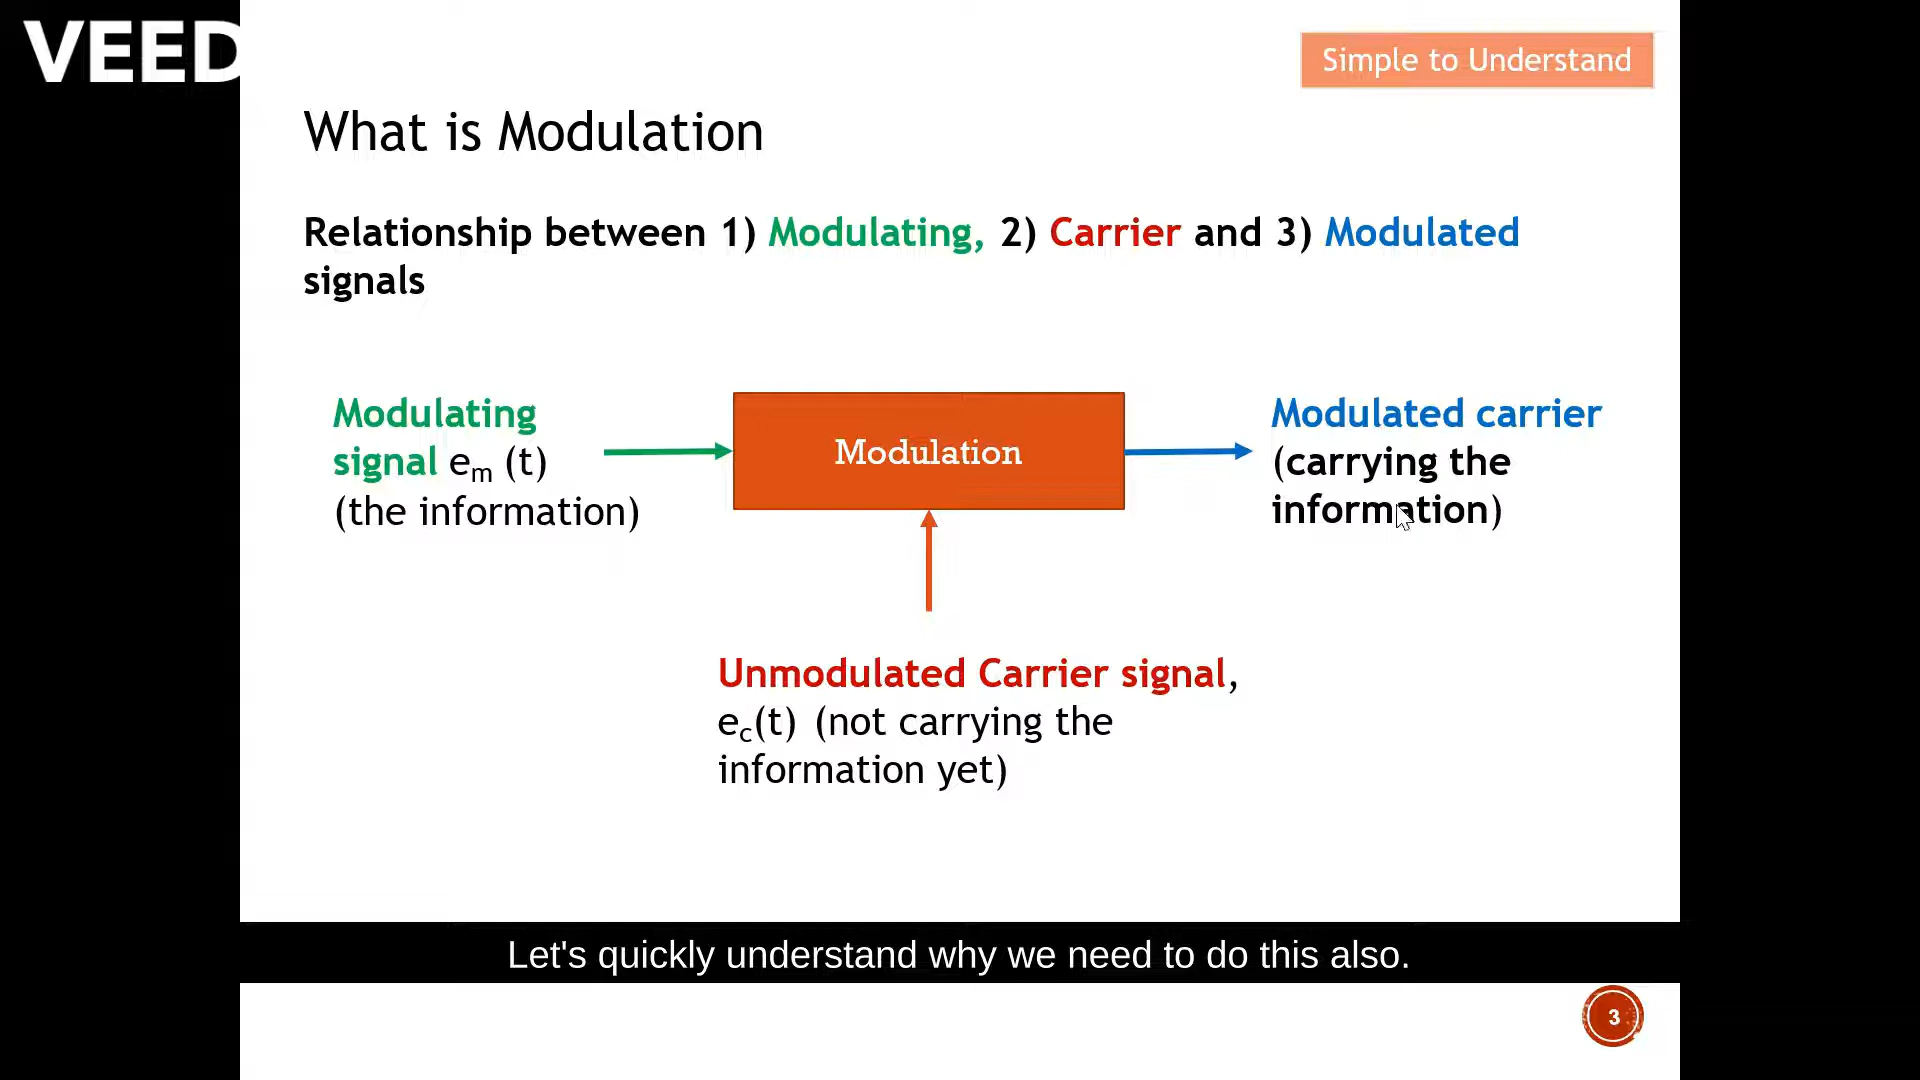 VEED
Simple to Understand
What is Modulation
Relationship between 1) Modulating, 2) Carrier and 3) Modulated
signals
Modulating
signal eₘ (t)
(the information)
Modulation
Modulated carrier
(carrying the
information)
Unmodulated Carrier signal,
e_c(t) (not carrying the
information yet)
Let's quickly understand why we need to do this also.
3